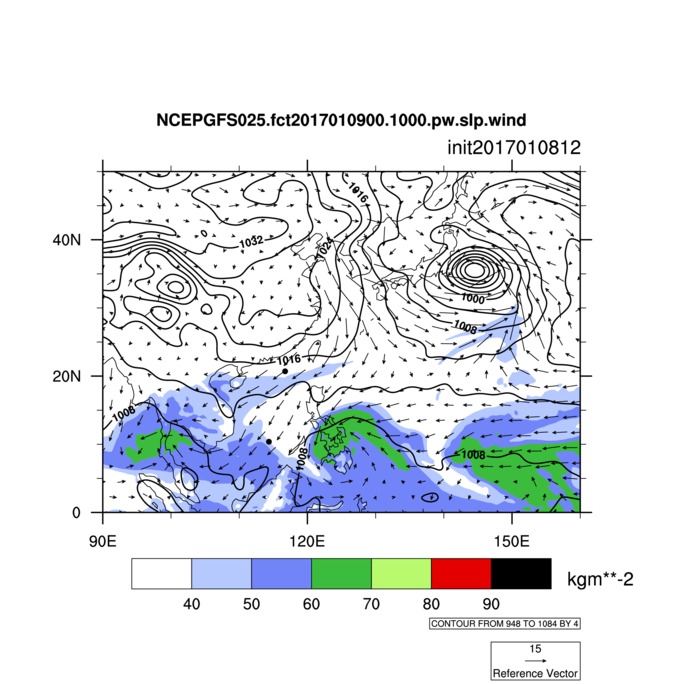 NCEPGFS025.fct2017010900.1000.pw.slp.wind
init2017010812
1016
0
1032
1024
40N
1000
1008
1016
20N
1008
1008
1008
0
90E 120E 150E
kgm**-2
40 50 60 70 80 90
CONTOUR FROM 948 TO 1084 BY 4
15
Reference Vector